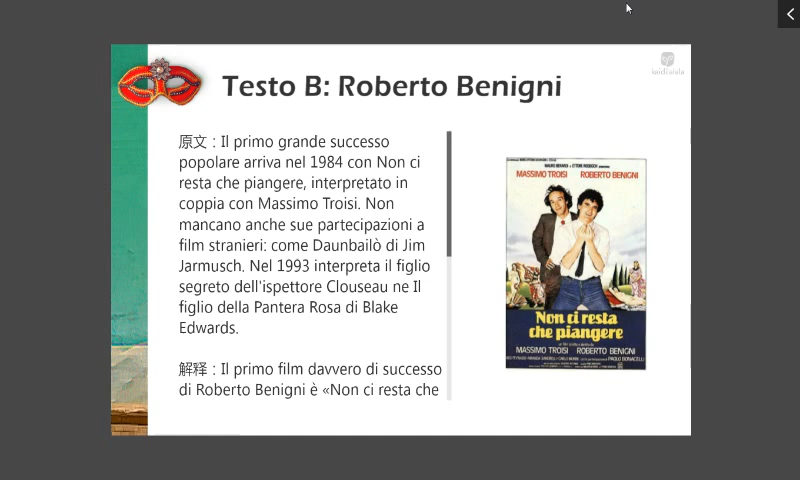 Testo B: Roberto Benigni
kaidialala
原文：Il primo grande successo
popolare arriva nel 1984 con Non ci
resta che piangere, interpretato in
coppia con Massimo Troisi. Non
mancano anche sue partecipazioni a
film stranieri: come Daunbailò di Jim
Jarmusch. Nel 1993 interpreta il figlio
segreto dell'ispettore Clouseau ne Il
figlio della Pantera Rosa di Blake
Edwards.
解释：Il primo film davvero di successo
di Roberto Benigni è «Non ci resta che
MASSIMO TROISI ROBERTO BENIGNI
Non ci resta
che piangere
MASSIMO TROISI ROBERTO BENIGNI
PAOLO BONACELLI